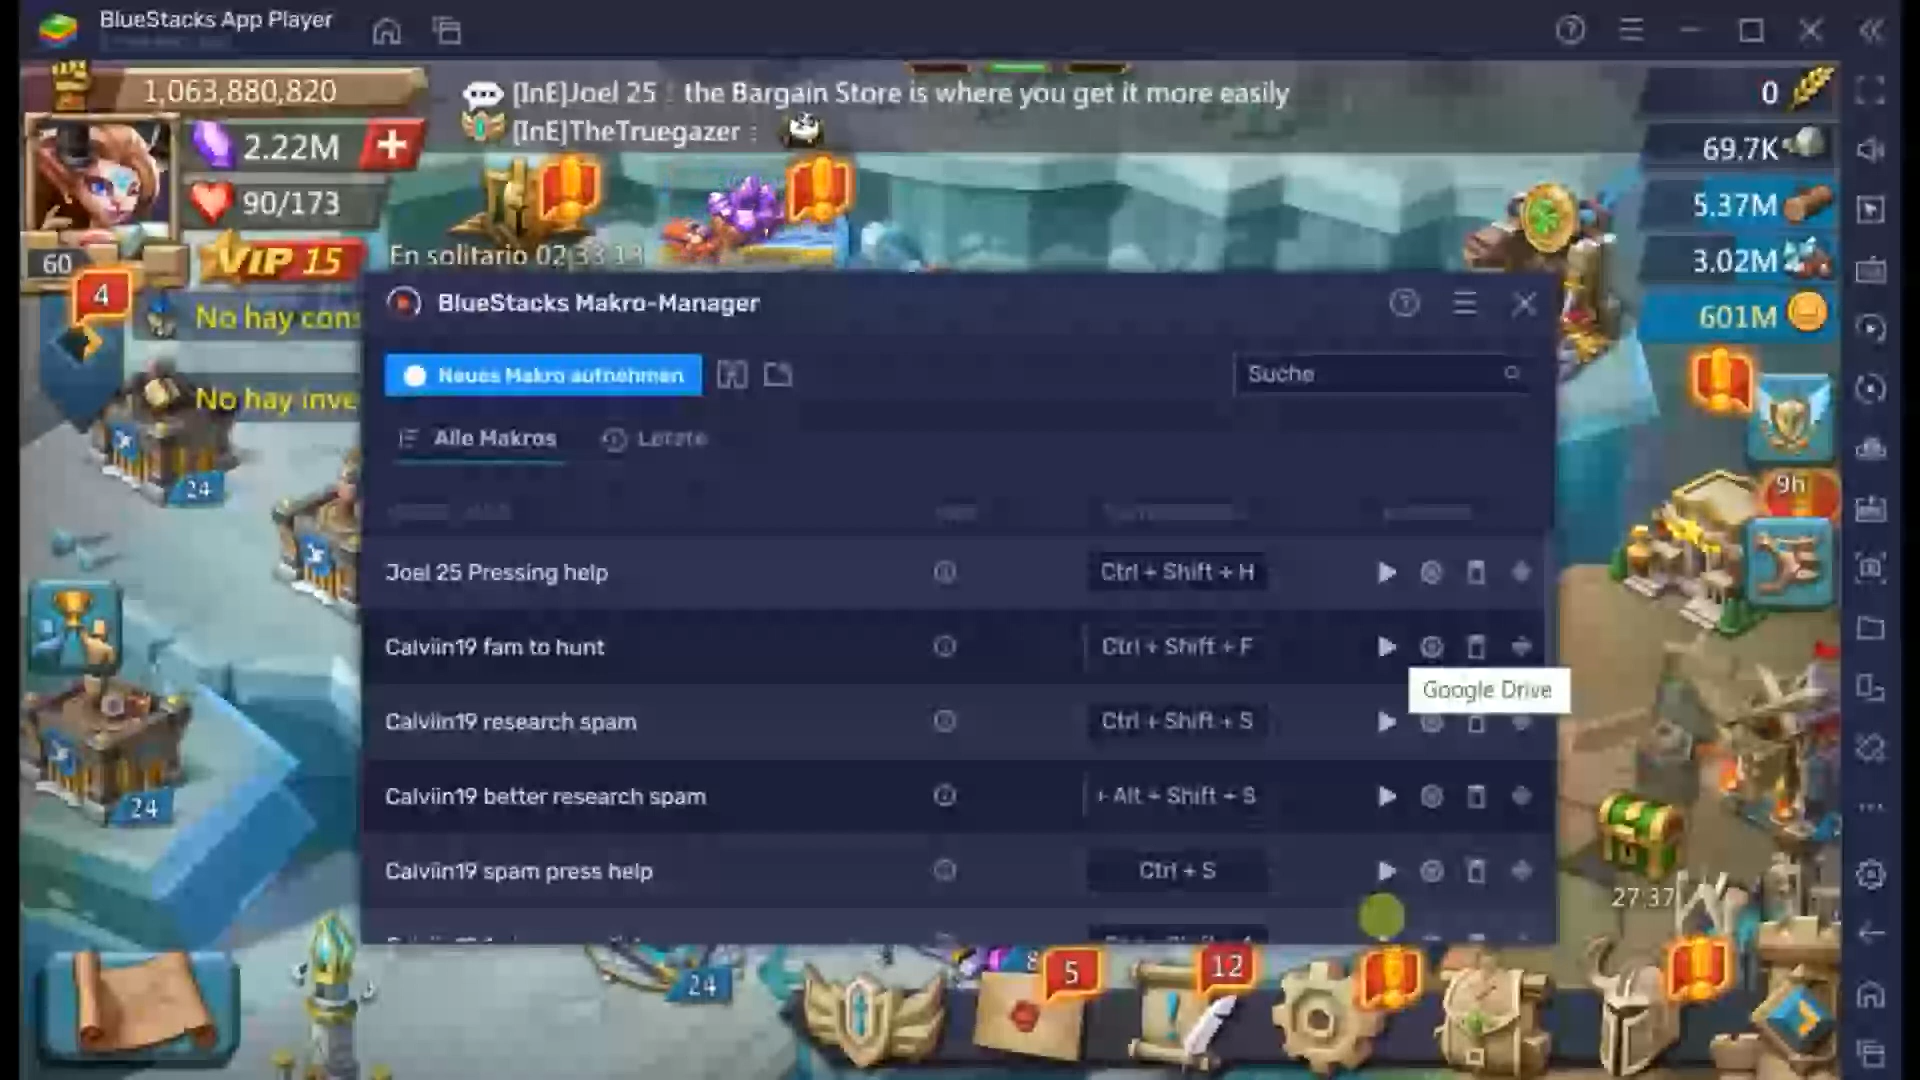 BlueStacks App Player
1,063,880,820
2.22M
90/173
60
VIP 15
4
[InE]Joel 25 : the Bargain Store is where you get it more easily
[InE]TheTruegazer :
0
69.7K
5.37M
3.02M
601M
En solitario 02:33:13
No hay cons
No hay inve
BlueStacks Makro-Manager
Neues Makro aufnehmen
Suche
Alle Makros
Letzte
Joel 25 Pressing help
Ctrl + Shift + H
Calviin19 fam to hunt
Ctrl + Shift + F
Google Drive
Calviin19 research spam
Ctrl + Shift + S
Calviin19 better research spam
+ Alt + Shift + S
Calviin19 spam press help
Ctrl + S
24
24
24
9h
27:37
8
5
12